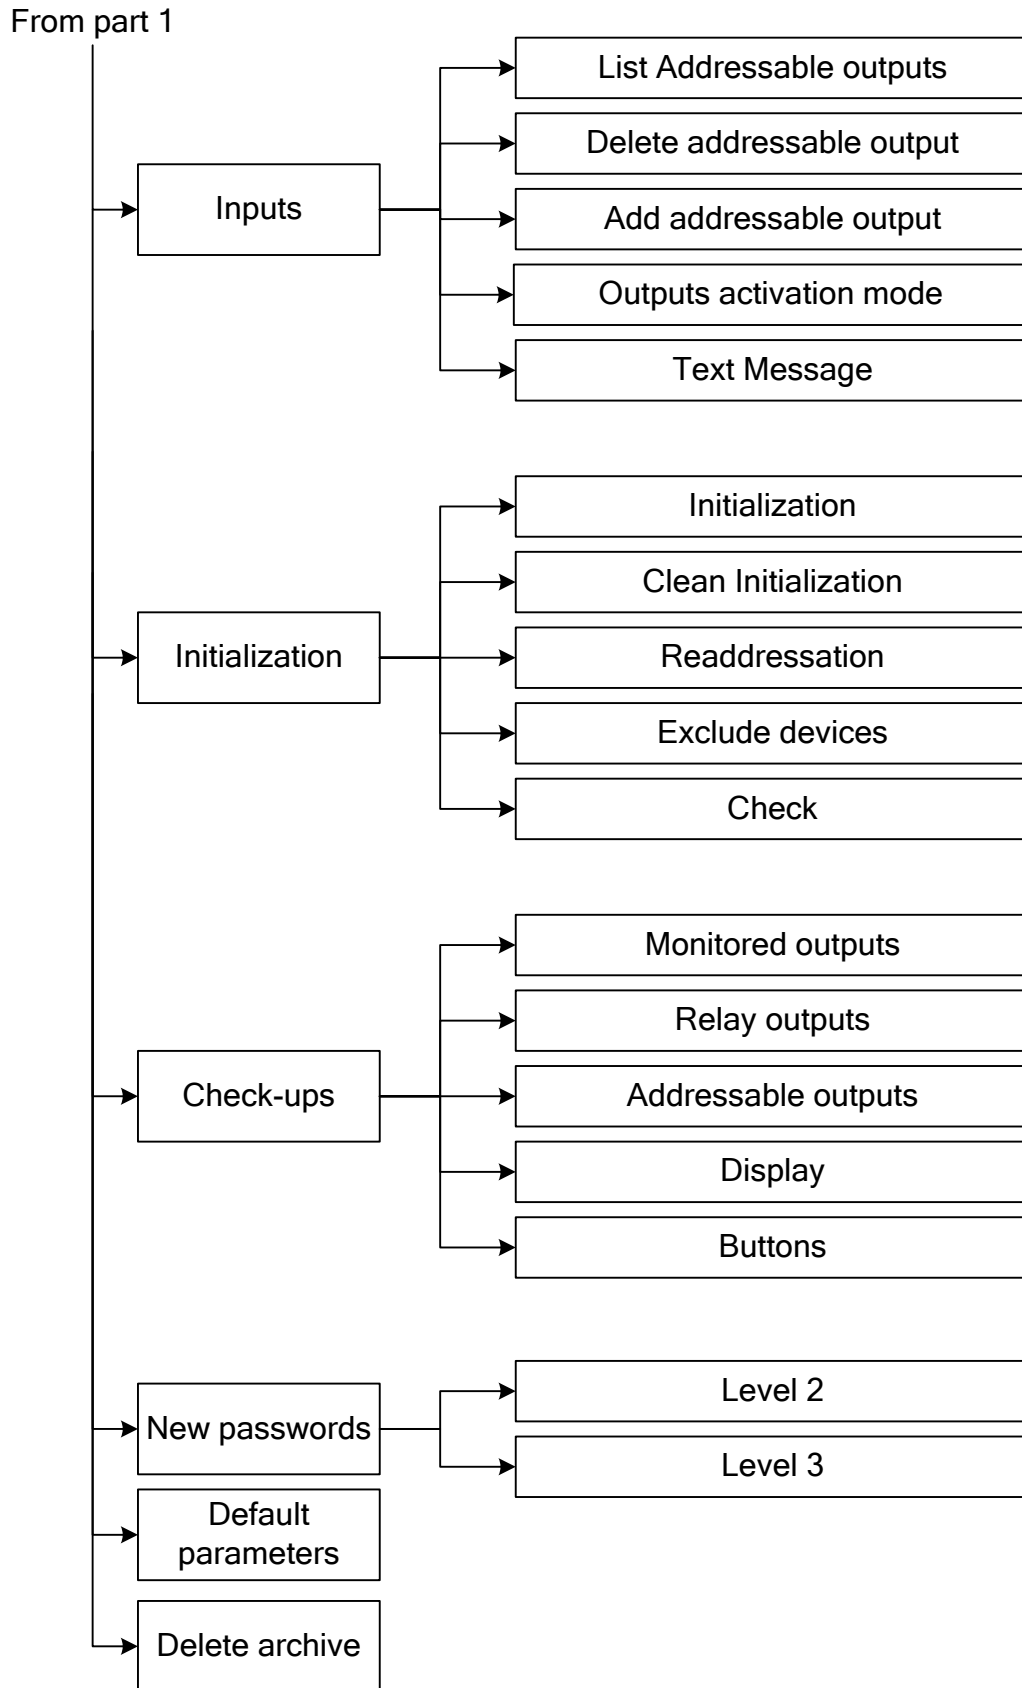 From part 1
Inputs
List Addressable outputs
Delete addressable output
Add addressable output
Outputs activation mode
Text Message
Initialization
Initialization
Clean Initialization
Readdressation
Exclude devices
Check
Check-ups
Monitored outputs
Relay outputs
Addressable outputs
Display
Buttons
New passwords
Level 2
Level 3
Default
parameters
Delete archive